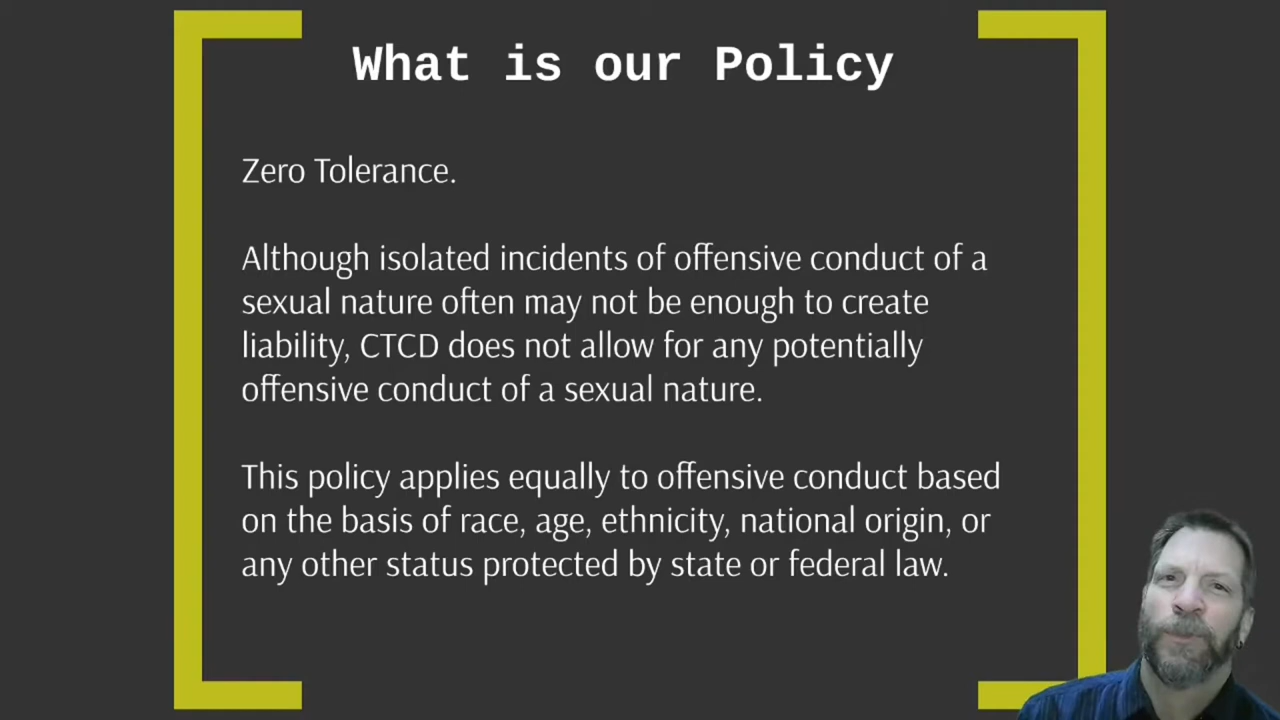 What is our Policy
Zero Tolerance.
Although isolated incidents of offensive conduct of a
sexual nature often may not be enough to create
liability, CTCD does not allow for any potentially
offensive conduct of a sexual nature.
This policy applies equally to offensive conduct based
on the basis of race, age, ethnicity, national origin, or
any other status protected by state or federal law.